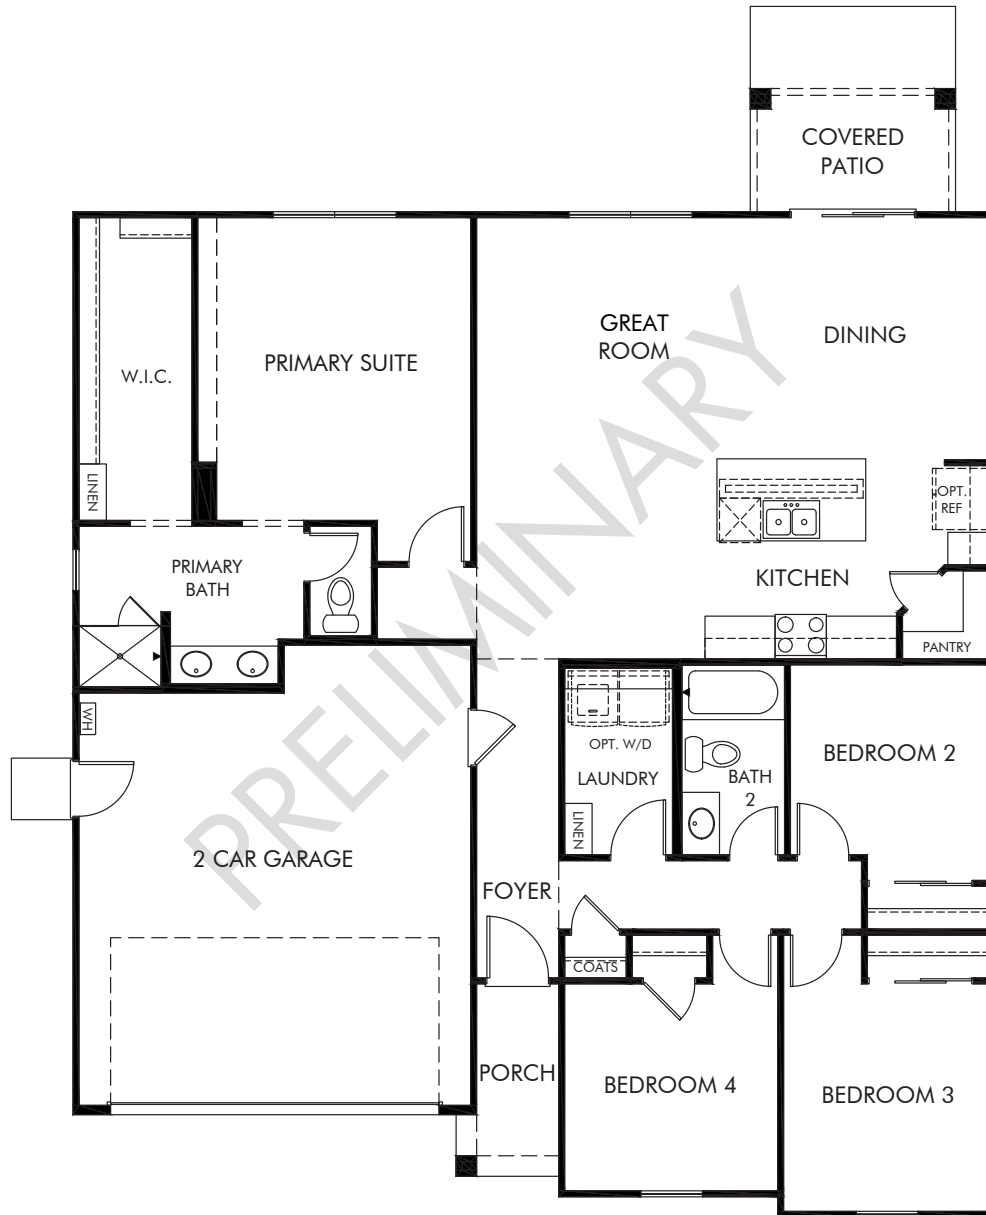 COVERED
PATIO
GREAT
ROOM
DINING
PRIMARY SUITE
W.I.C.
LINEN
OPT.
REF
PRIMARY
BATH
KITCHEN
PANTRY
PRELIMINARY
WH
OPT. W/D
LAUNDRY
LINEN
BATH
2
BEDROOM 2
2 CAR GARAGE
FOYER
COATS
PORCH
BEDROOM 4
BEDROOM 3